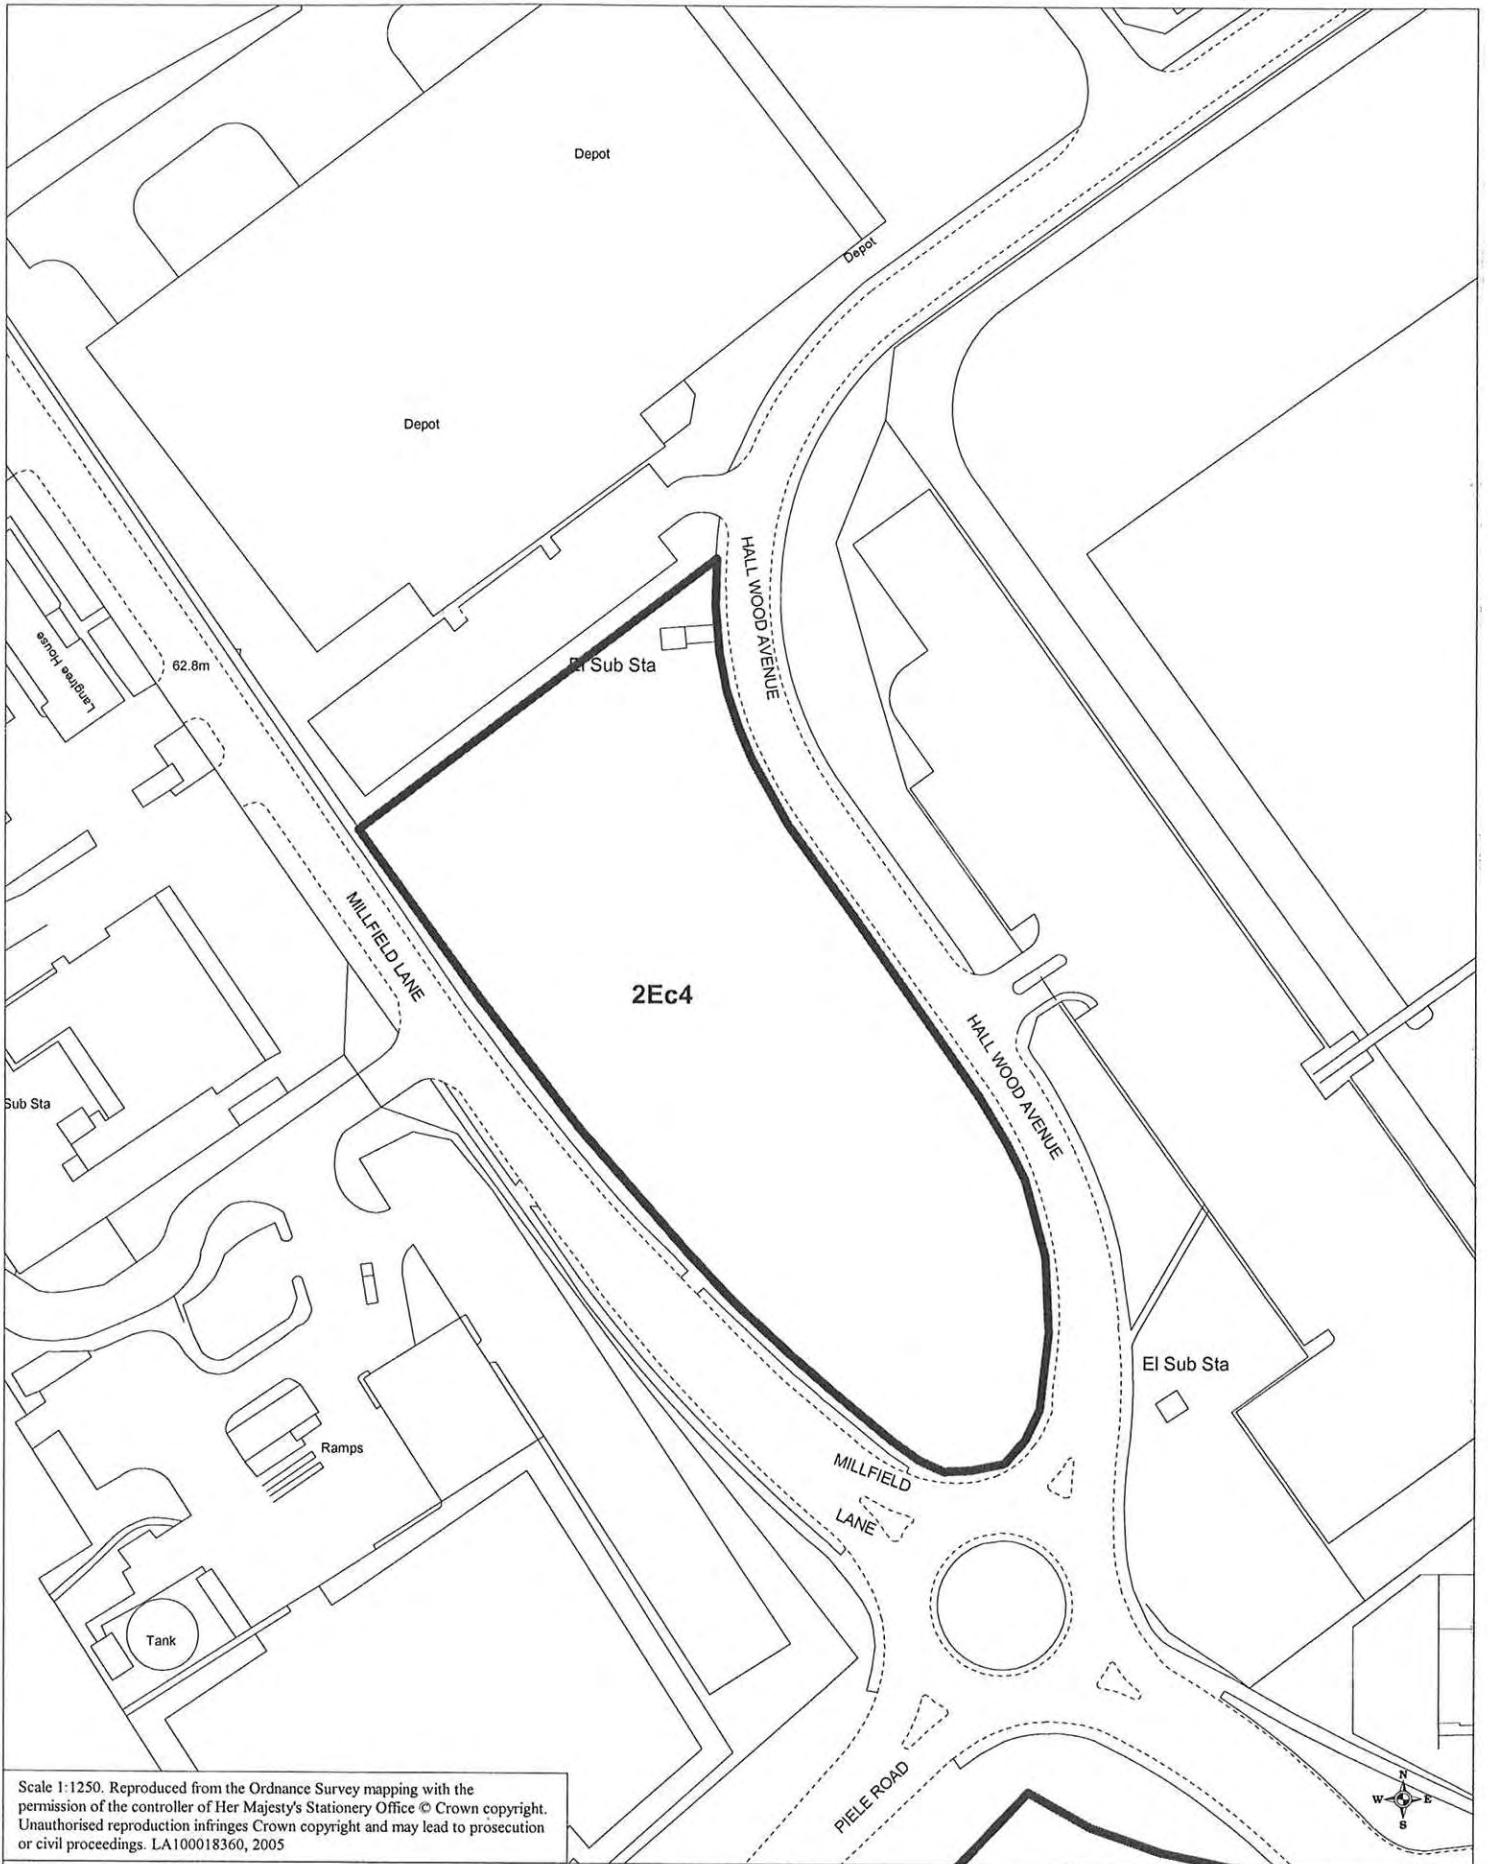 Depot
Depot
Depot
HALL WOOD AVENUE
El Sub Sta
Langtree House
62.8m
MILLFIELD LANE
2Ec4
HALL WOOD AVENUE
Sub Sta
El Sub Sta
Ramps
MILLFIELD
LANE
Tank
PIELE ROAD
N
W E
S
Scale 1:1250. Reproduced from the Ordnance Survey mapping with the
permission of the controller of Her Majesty's Stationery Office © Crown copyright.
Unauthorised reproduction infringes Crown copyright and may lead to prosecution
or civil proceedings. LA100018360, 2005